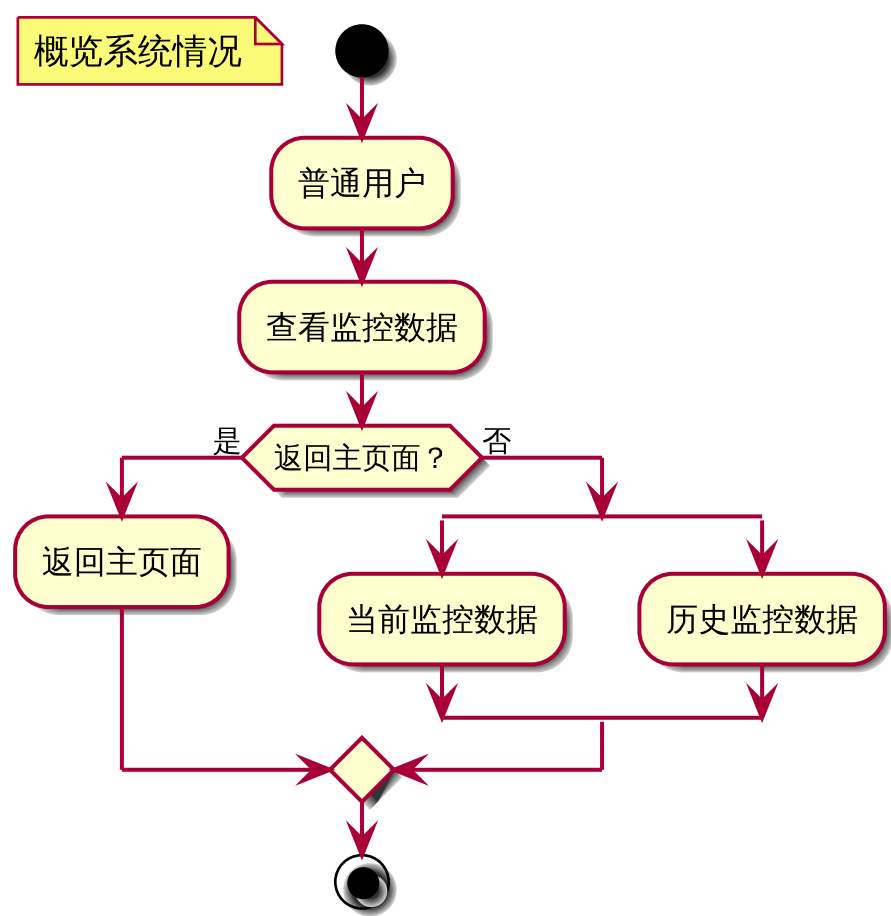 概览系统情况
普通用户
查看监控数据
是
返回主页面？
否
返回主页面
当前监控数据
历史监控数据